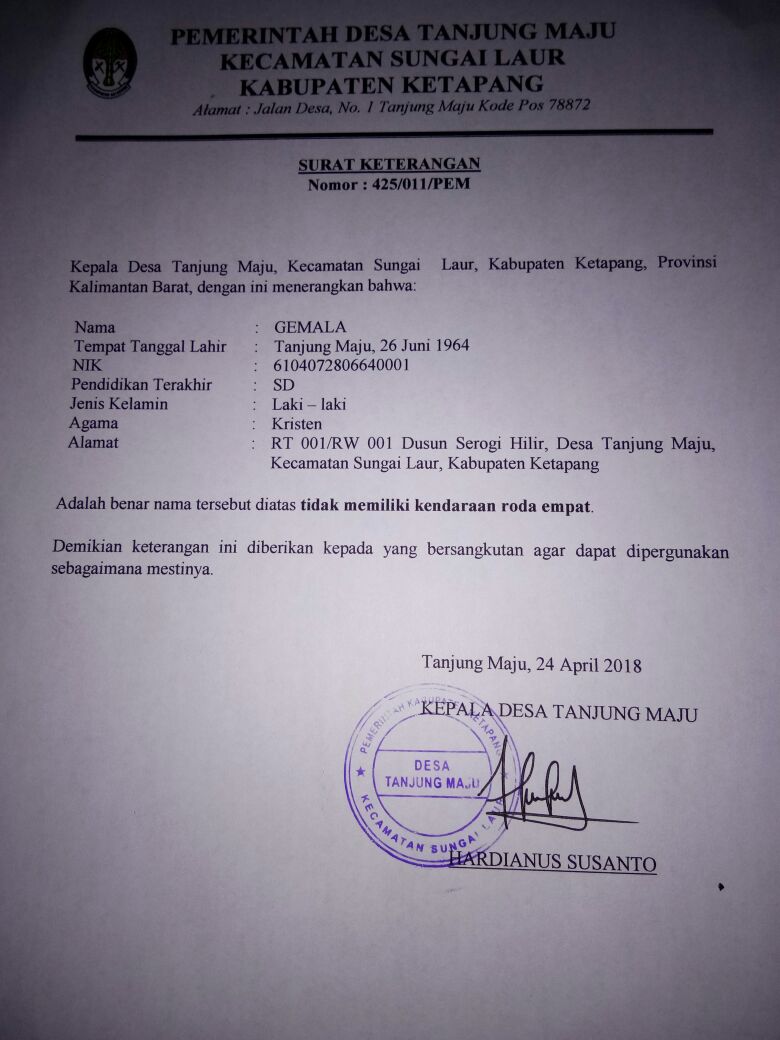 PEMERINTAH DESA TANJUNG MAJU
KECAMATAN SUNGAI LAUR
KABUPATEN KETAPANG
Alamat : Jalan Desa, No. 1 Tanjung Maju Kode Pos 78872
SURAT KETERANGAN
Nomor : 425/011/PEM
Kepala Desa Tanjung Maju, Kecamatan Sungai Laur, Kabupaten Ketapang, Provinsi
Kalimantan Barat, dengan ini menerangkan bahwa:
Nama : GEMALA
Tempat Tanggal Lahir : Tanjung Maju, 26 Juni 1964
NIK : 6104072806640001
Pendidikan Terakhir : SD
Jenis Kelamin : Laki – laki
Agama : Kristen
Alamat : RT 001/RW 001 Dusun Serogi Hilir, Desa Tanjung Maju,
Kecamatan Sungai Laur, Kabupaten Ketapang
Adalah benar nama tersebut diatas tidak memiliki kendaraan roda empat.
Demikian keterangan ini diberikan kepada yang bersangkutan agar dapat dipergunakan
sebagaimana mestinya.
Tanjung Maju, 24 April 2018
KEPALA DESA TANJUNG MAJU
PEMERINTAH KABUPATEN KETAPANG
DESA
TANJUNG MAJU
KECAMATAN SUNGAI LAUR
HARDIANUS SUSANTO